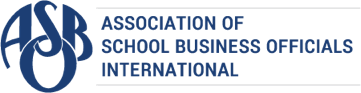 ASBO
ASSOCIATION OF
SCHOOL BUSINESS OFFICIALS
INTERNATIONAL